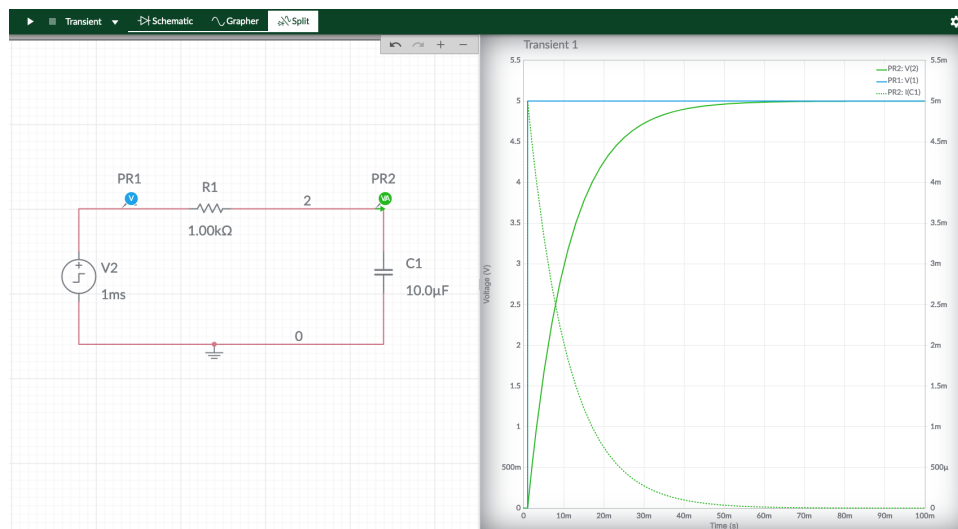 Transient
Schematic
Grapher
Split
+ −
PR1
V
R1
1.00kΩ
2
PR2
VA
+
V2
1ms
C1
10.0μF
0
Transient 1
PR2: V(2)
PR1: V(1)
PR2: I(C1)
Voltage (V)
5.5
5
4.5
4
3.5
3
2.5
2
1.5
1
500m
0
5.5m
5m
4.5m
4m
3.5m
3m
2.5m
2m
1.5m
1m
500μ
0
0 10m 20m 30m 40m 50m 60m 70m 80m 90m 100m
Time (s)